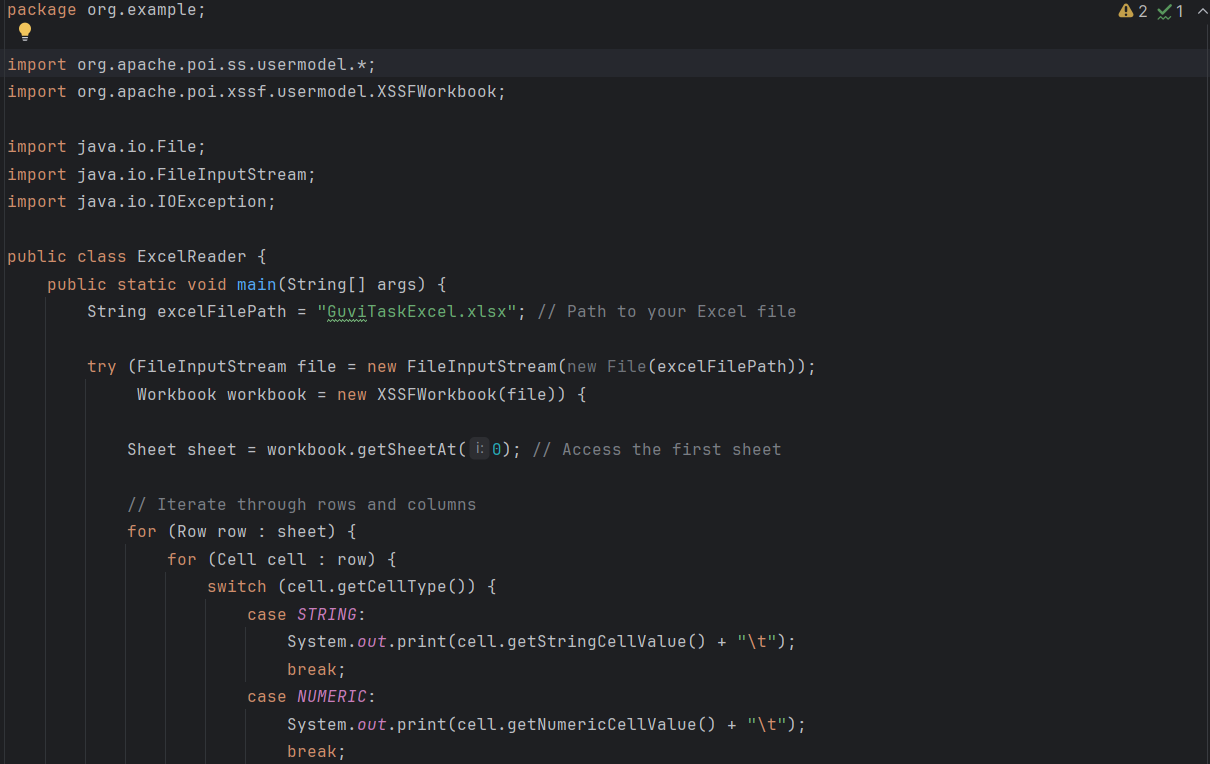 package org.example;
2 1
import org.apache.poi.ss.usermodel.*;
import org.apache.poi.xssf.usermodel.XSSFWorkbook;
import java.io.File;
import java.io.FileInputStream;
import java.io.IOException;
public class ExcelReader {
    public static void main(String[] args) {
        String excelFilePath = "GuviTaskExcel.xlsx"; // Path to your Excel file
        try (FileInputStream file = new FileInputStream(new File(excelFilePath));
             Workbook workbook = new XSSFWorkbook(file)) {
            Sheet sheet = workbook.getSheetAt( i: 0); // Access the first sheet
            // Iterate through rows and columns
            for (Row row : sheet) {
                for (Cell cell : row) {
                    switch (cell.getCellType()) {
                        case STRING:
                            System.out.print(cell.getStringCellValue() + "\t");
                            break;
                        case NUMERIC:
                            System.out.print(cell.getNumericCellValue() + "\t");
                            break;